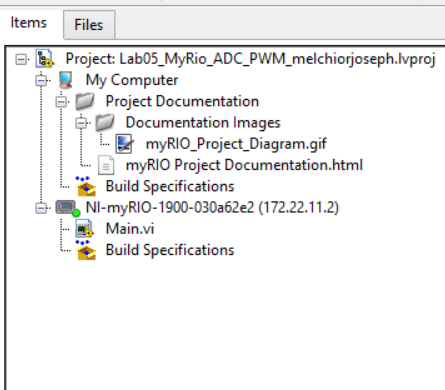 Items Files
Project: Lab05_MyRio_ADC_PWM_melchiorjoseph.lvproj
My Computer
Project Documentation
Documentation Images
myRIO_Project_Diagram.gif
myRIO Project Documentation.html
Build Specifications
NI-myRIO-1900-030a62e2 (172.22.11.2)
Main.vi
Build Specifications